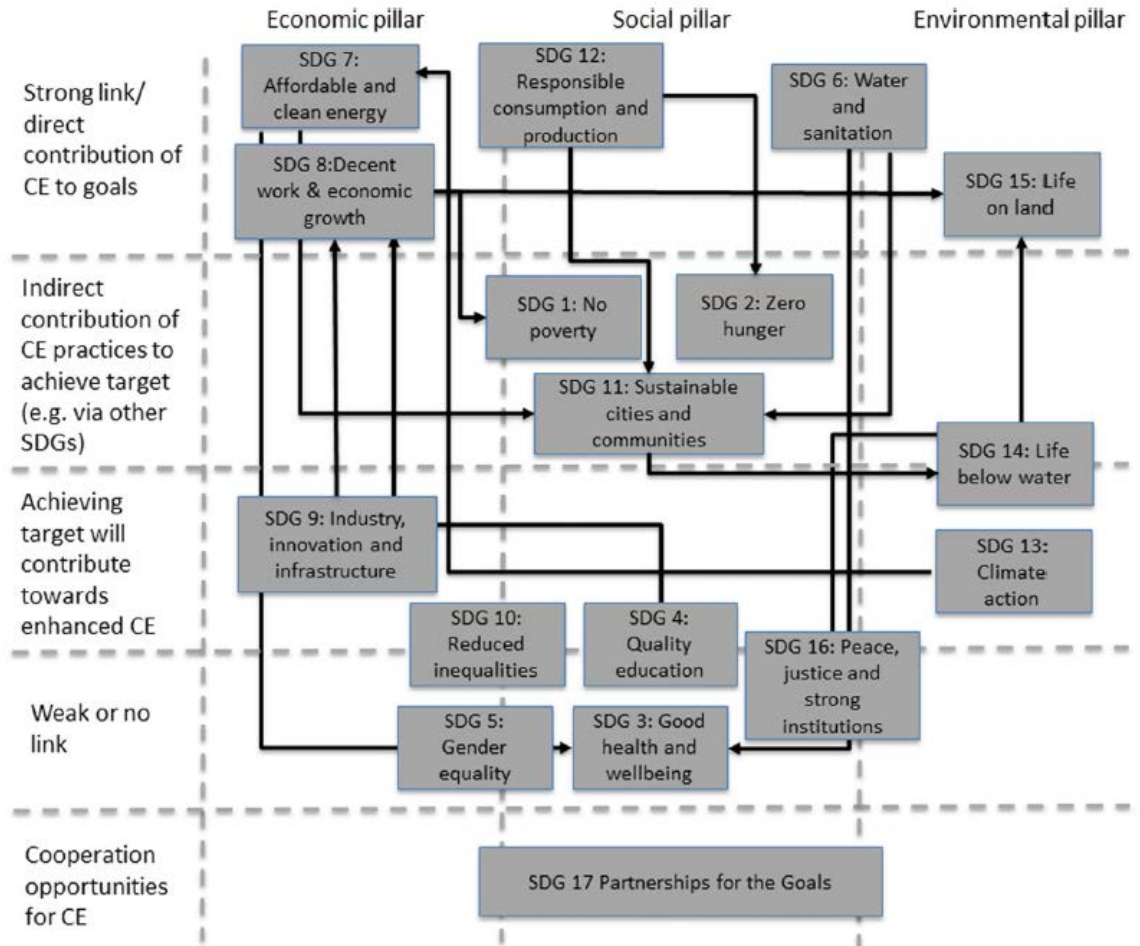 Economic pillar
Social pillar
Environmental pillar
Strong link/
direct
contribution of
CE to goals
SDG 7:
Affordable and
clean energy
SDG 12:
Responsible
consumption and
production
SDG 6: Water
and
sanitation
SDG 8:Decent
work & economic
growth
SDG 15: Life
on land
Indirect
contribution of
CE practices to
achieve target
(e.g. via other
SDGs)
SDG 1: No
poverty
SDG 2: Zero
hunger
SDG 11: Sustainable
cities and
communities
SDG 14: Life
below water
Achieving
target will
contribute
towards
enhanced CE
SDG 9: Industry,
innovation and
infrastructure
SDG 13:
Climate
action
SDG 10:
Reduced
inequalities
SDG 4:
Quality
education
SDG 16: Peace,
justice and
strong
institutions
Weak or no
link
SDG 5:
Gender
equality
SDG 3: Good
health and
wellbeing
Cooperation
opportunities
for CE
SDG 17 Partnerships for the Goals